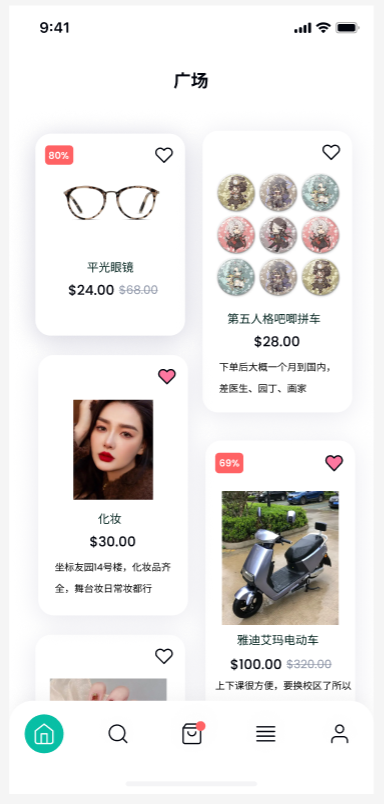 9:41
广场
80%
平光眼镜
$24.00 $68.00
第五人格吧唧拼车
$28.00
下单后大概一个月到国内，
差医生、园丁、画家
化妆
$30.00
坐标友园14号楼，化妆品齐
全，舞台妆日常妆都行
69%
雅迪艾玛电动车
$100.00 $320.00
上下课很方便，要换校区了所以